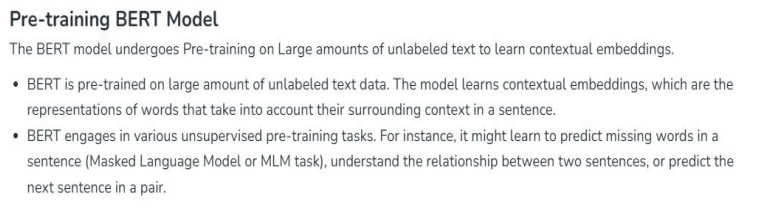 Pre-training BERT Model
The BERT model undergoes Pre-training on Large amounts of unlabeled text to learn contextual embeddings.
• BERT is pre-trained on large amount of unlabeled text data. The model learns contextual embeddings, which are the
representations of words that take into account their surrounding context in a sentence.
• BERT engages in various unsupervised pre-training tasks. For instance, it might learn to predict missing words in a
sentence (Masked Language Model or MLM task), understand the relationship between two sentences, or predict the
next sentence in a pair.